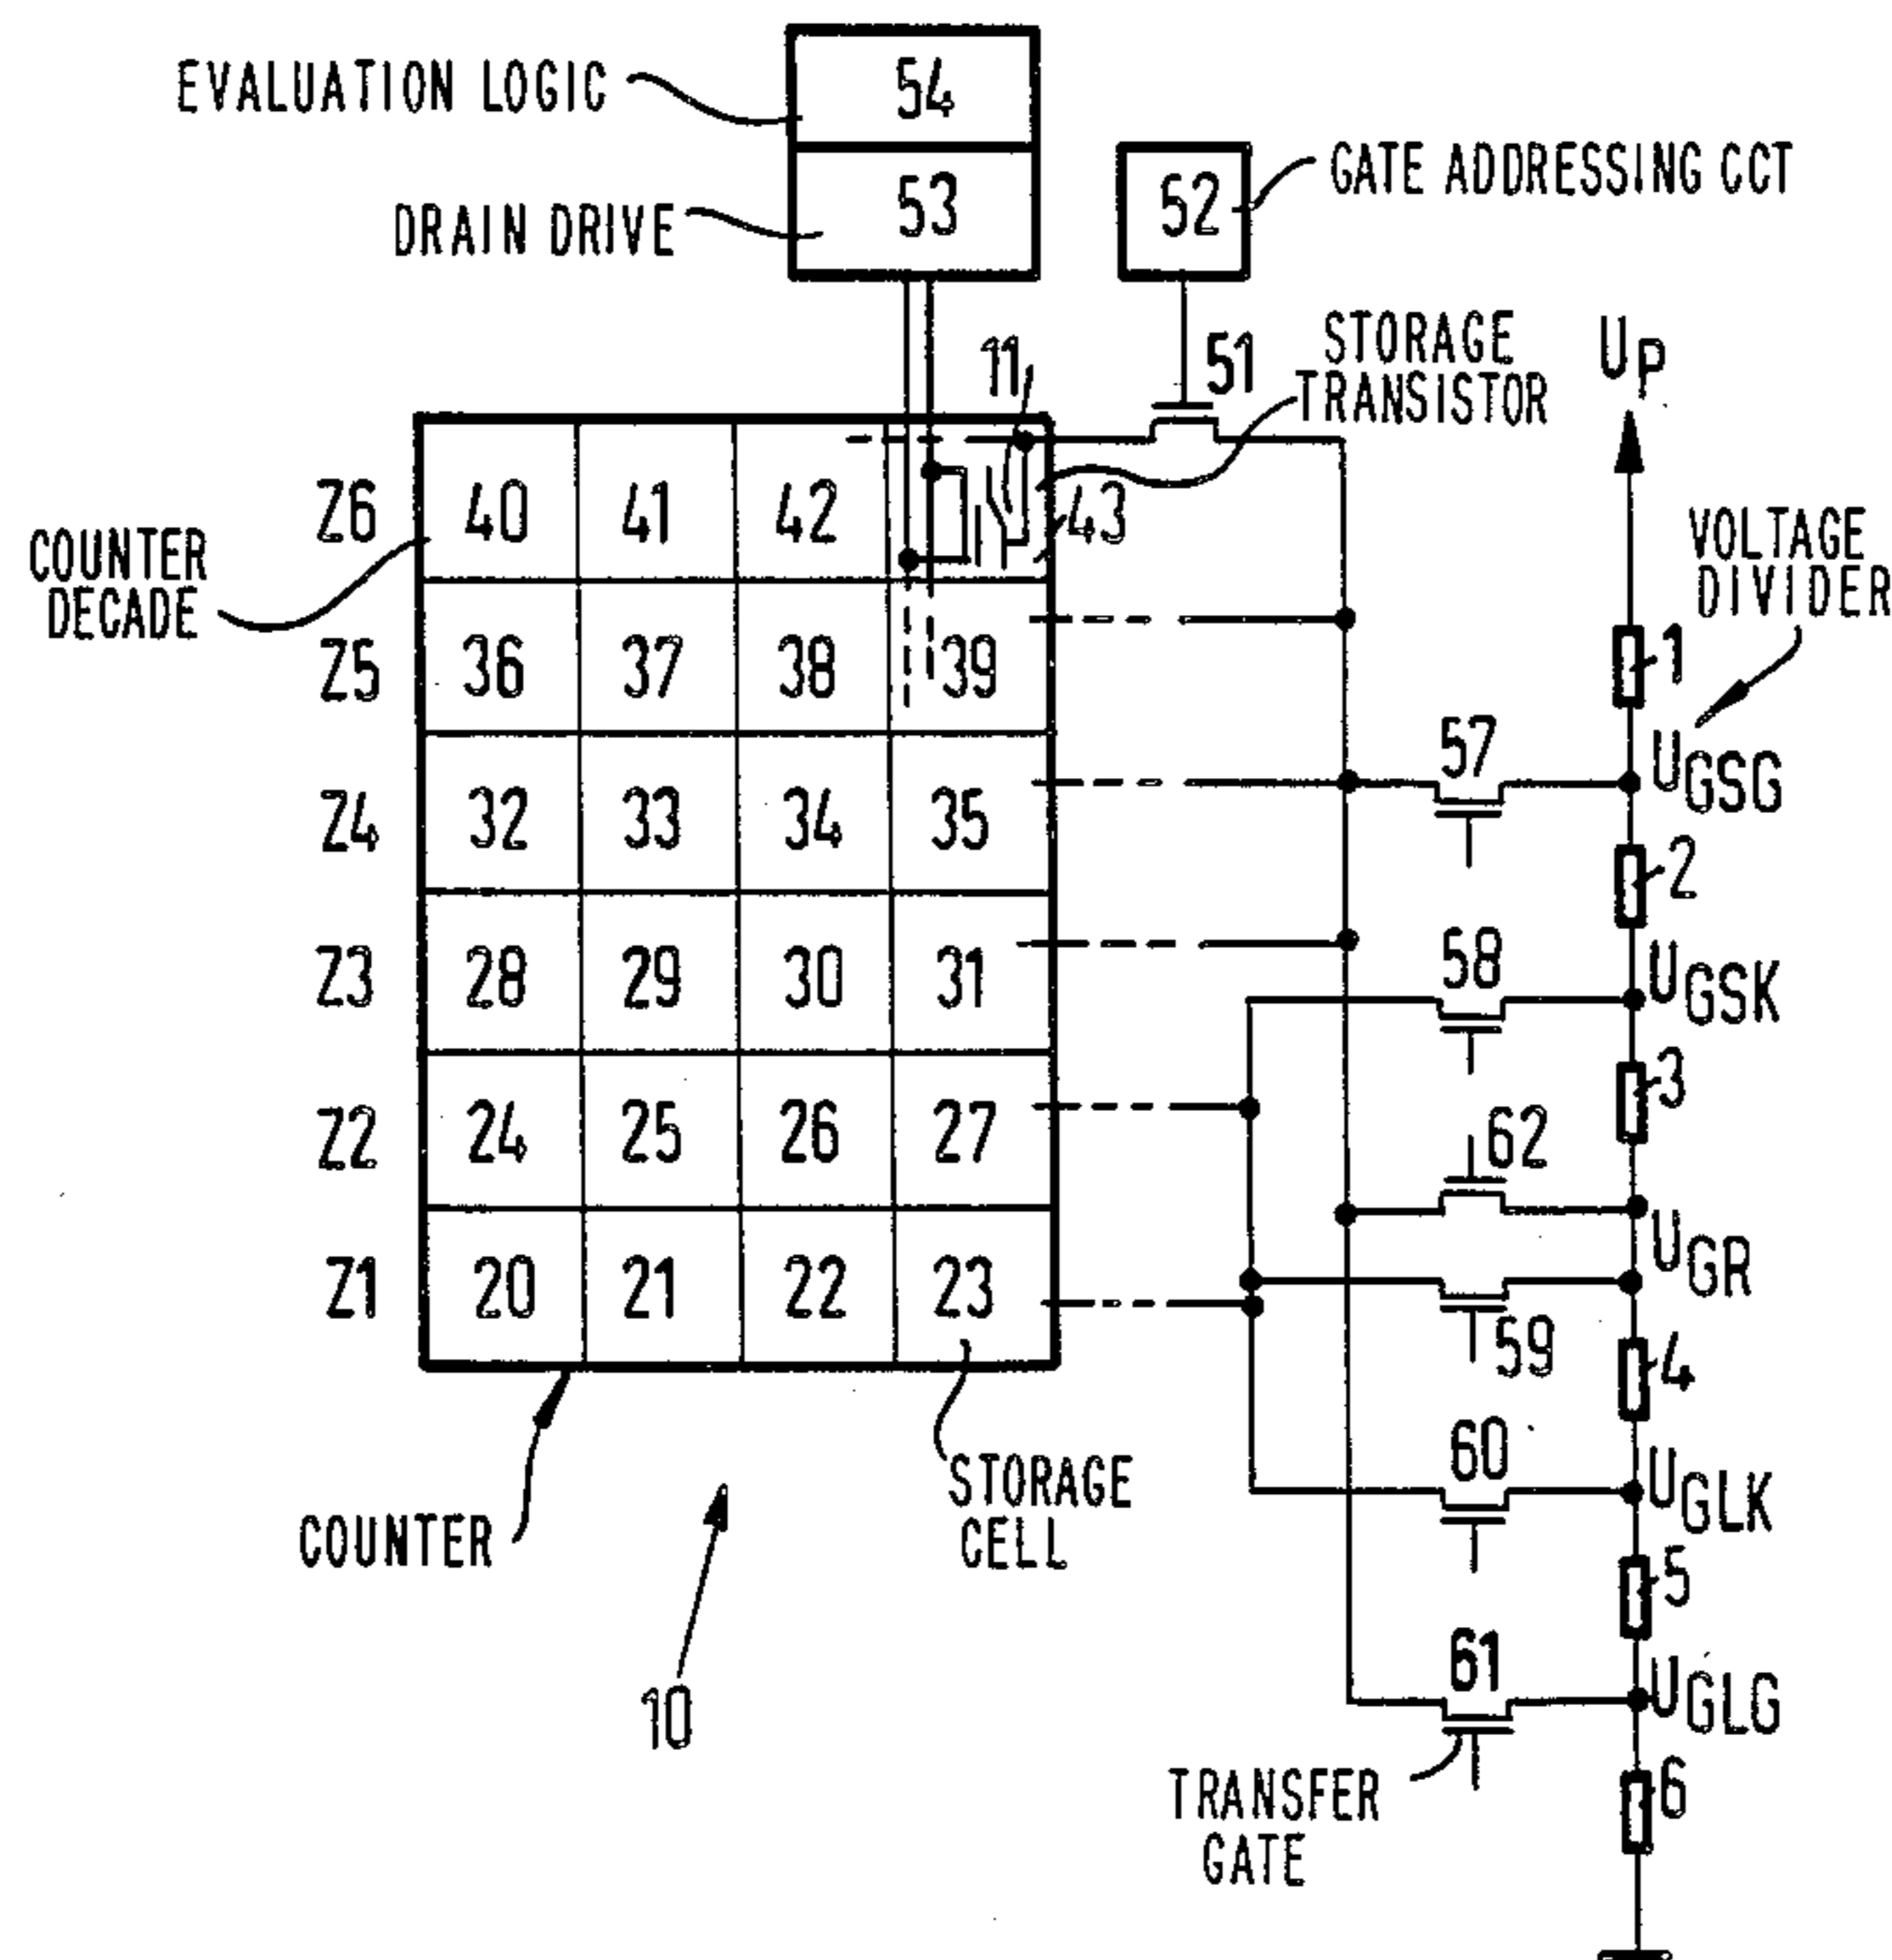 EVALUATION LOGIC
54
DRAIN DRIVE
53
52
GATE ADDRESSING CCT
11
51
STORAGE
TRANSISTOR
UP
COUNTER
DECADE
Z6
40
41
42
43
Z5
36
37
38
39
Z4
32
33
34
35
Z3
28
29
30
31
Z2
24
25
26
27
Z1
20
21
22
23
VOLTAGE
DIVIDER
1
57
UGSG
2
58
UGSK
3
62
UGR
59
4
60
UGLK
5
61
UGLG
6
COUNTER
10
STORAGE
CELL
TRANSFER
GATE